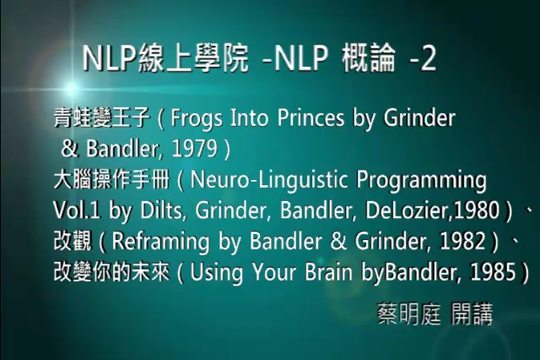 NLP線上學院 -NLP 概論 -2
青蛙變王子 ( Frogs Into Princes by Grinder
& Bandler, 1979 )
大腦操作手冊 ( Neuro-Linguistic Programming
Vol.1 by Dilts, Grinder, Bandler, DeLozier,1980 ) 、
改觀 ( Reframing by Bandler & Grinder, 1982 ) 、
改變你的未來 ( Using Your Brain byBandler, 1985 )
蔡明庭 開講